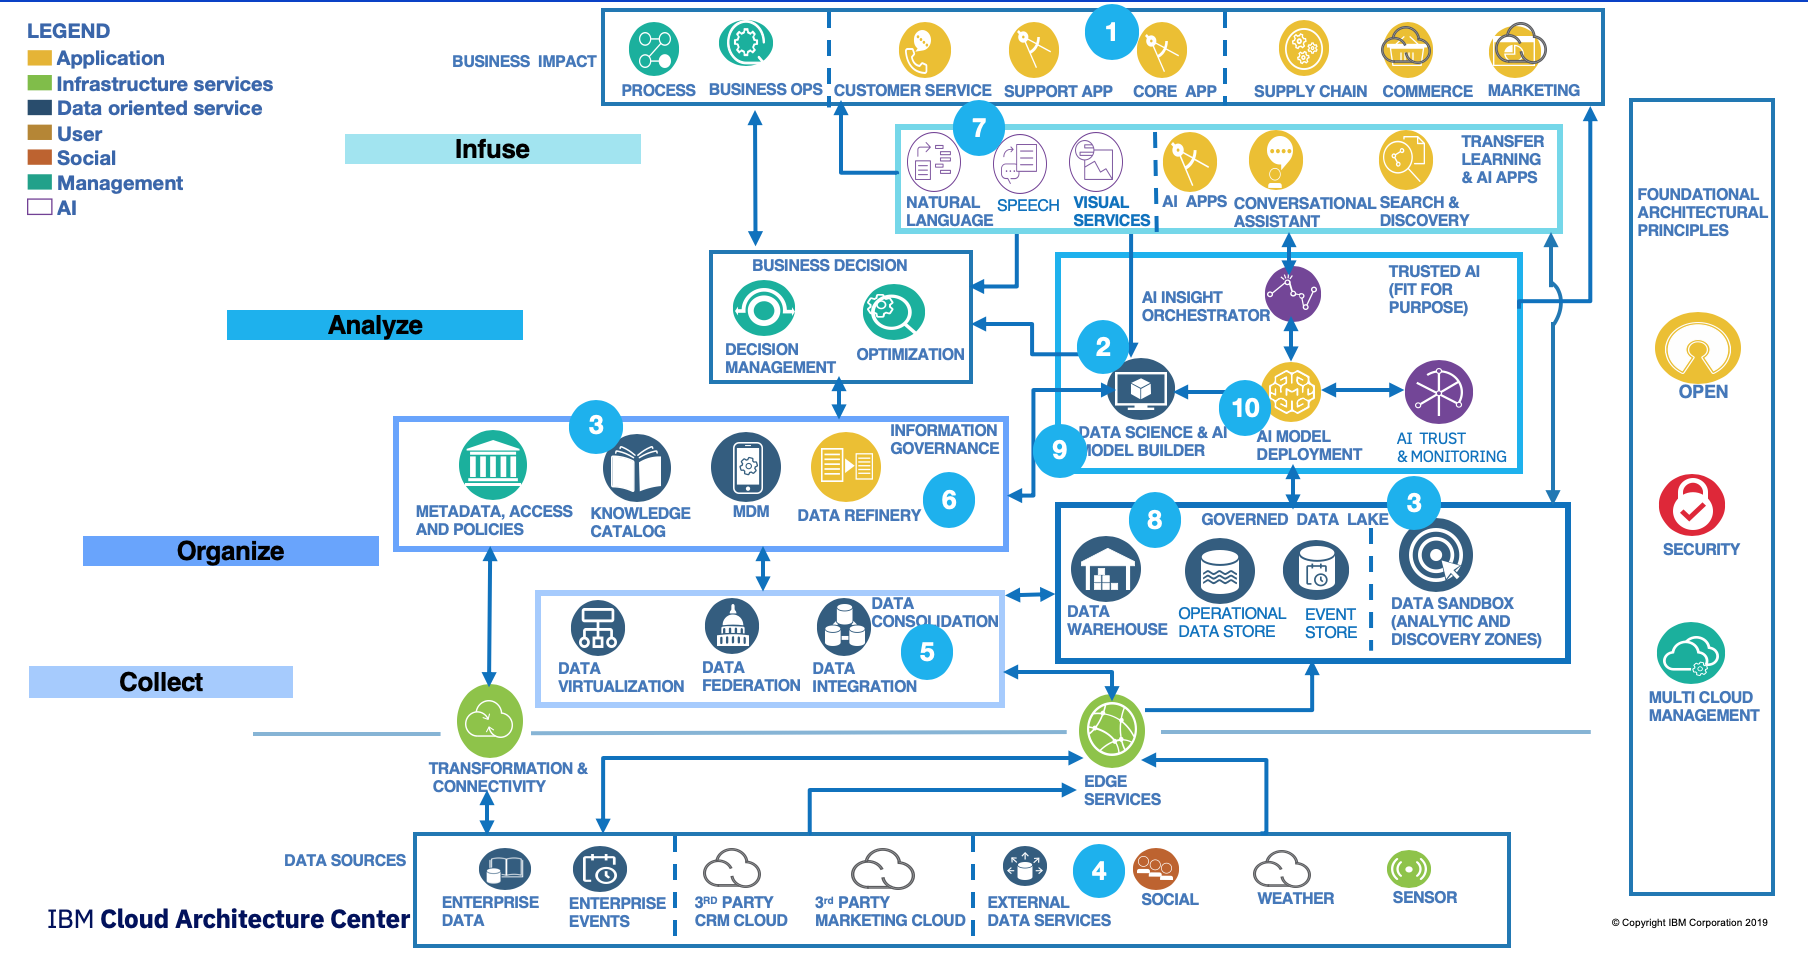 LEGEND
Application
Infrastructure services
Data oriented service
User
Social
Management
AI
BUSINESS IMPACT
PROCESS
BUSINESS OPS
CUSTOMER SERVICE
SUPPORT APP
1
CORE APP
SUPPLY CHAIN
COMMERCE
MARKETING
Infuse
7
NATURAL
LANGUAGE
SPEECH
VISUAL
SERVICES
AI APPS
CONVERSATIONAL
ASSISTANT
SEARCH &
DISCOVERY
TRANSFER
LEARNING
& AI APPS
FOUNDATIONAL
ARCHITECTURAL
PRINCIPLES
OPEN
SECURITY
MULTI CLOUD
MANAGEMENT
Analyze
BUSINESS DECISION
DECISION
MANAGEMENT
OPTIMIZATION
AI INSIGHT
ORCHESTRATOR
TRUSTED AI
(FIT FOR
PURPOSE)
2
10
9
DATA SCIENCE & AI
MODEL BUILDER
AI MODEL
DEPLOYMENT
AI TRUST
& MONITORING
3
INFORMATION
GOVERNANCE
METADATA, ACCESS
AND POLICIES
KNOWLEDGE
CATALOG
MDM
DATA REFINERY
6
Organize
8
GOVERNED DATA LAKE
3
DATA
WAREHOUSE
OPERATIONAL
DATA STORE
EVENT
STORE
DATA SANDBOX
(ANALYTIC AND
DISCOVERY ZONES)
DATA
CONSOLIDATION
5
DATA
VIRTUALIZATION
DATA
FEDERATION
DATA
INTEGRATION
Collect
TRANSFORMATION &
CONNECTIVITY
EDGE
SERVICES
DATA SOURCES
ENTERPRISE
DATA
ENTERPRISE
EVENTS
3RD PARTY
CRM CLOUD
3rd PARTY
MARKETING CLOUD
EXTERNAL
DATA SERVICES
4
SOCIAL
WEATHER
SENSOR
IBM Cloud Architecture Center
© Copyright IBM Corporation 2019